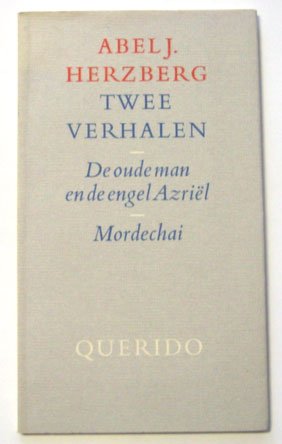 ABEL J.
HERZBERG
TWEE
VERHALEN
De oude man
en de engel Azriël
Mordechai
QUERIDO